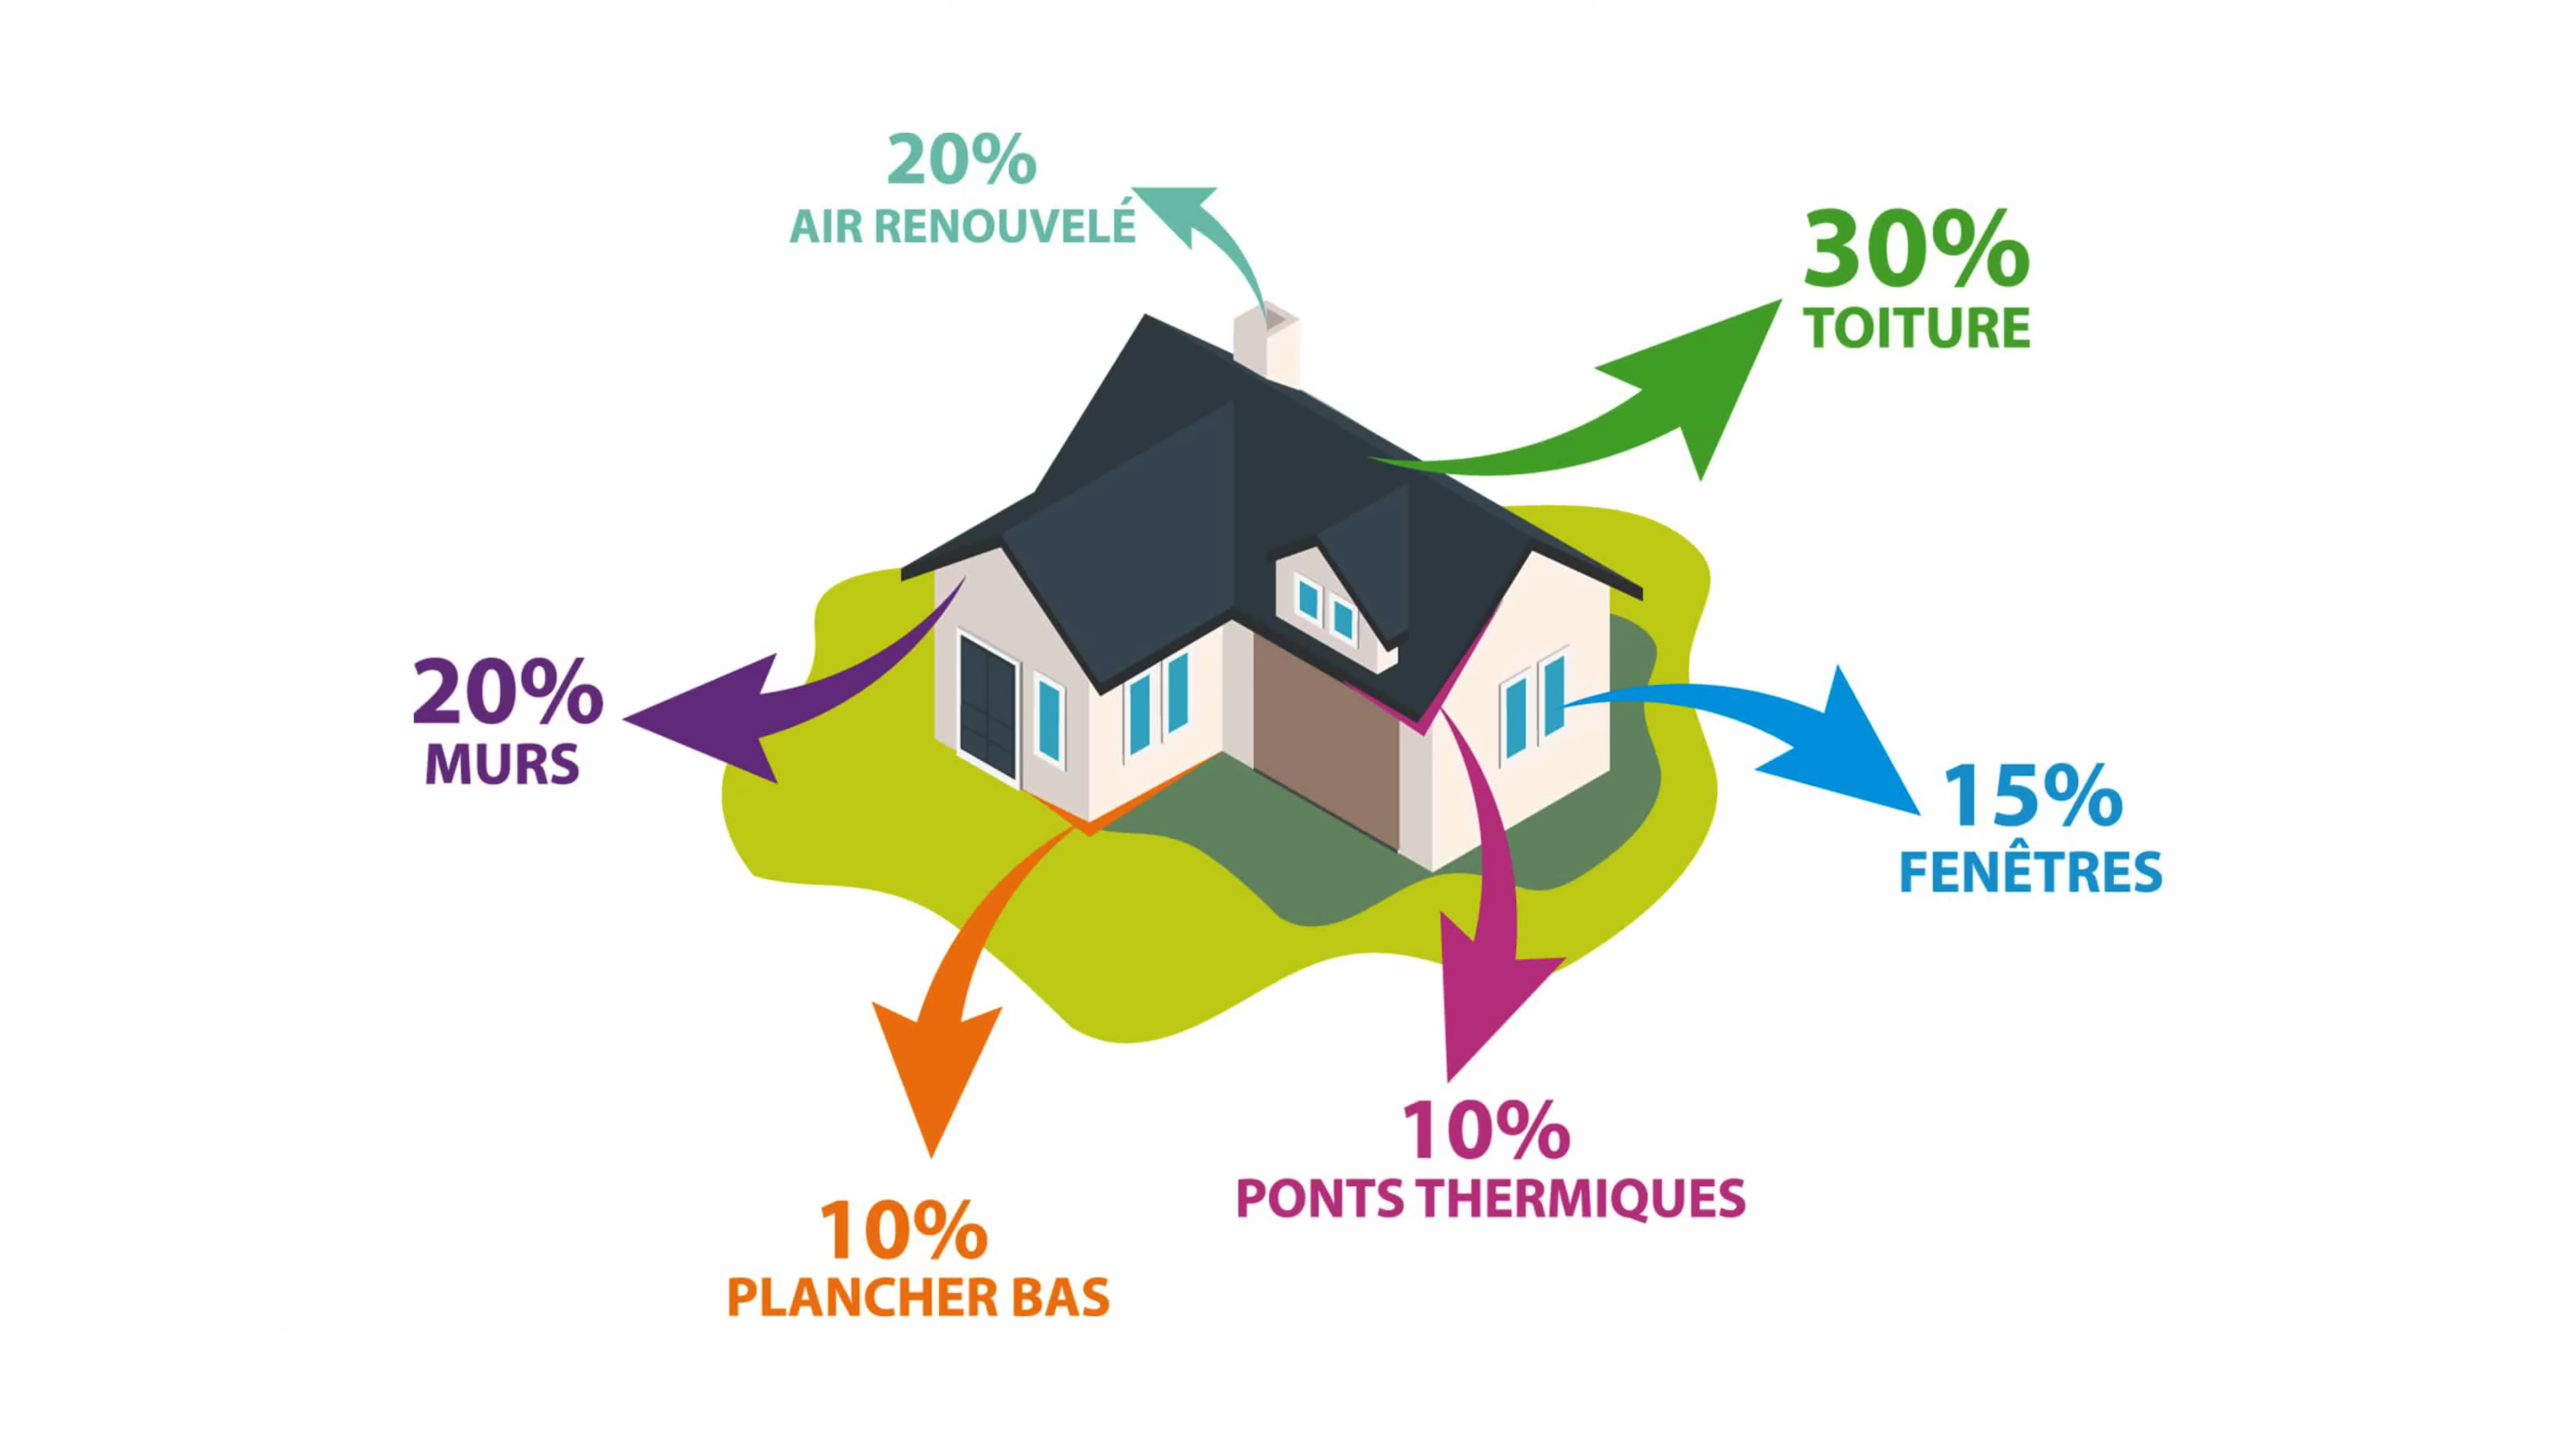 20%
AIR RENOUVELÉ
30%
TOITURE
20%
MURS
15%
FENÊTRES
10%
PONTS THERMIQUES
10%
PLANCHER BAS